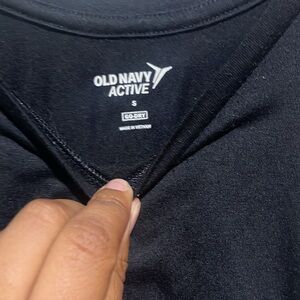 OLD NAVY
ACTIVE
S
GO-DRY
MADE IN VIETNAM